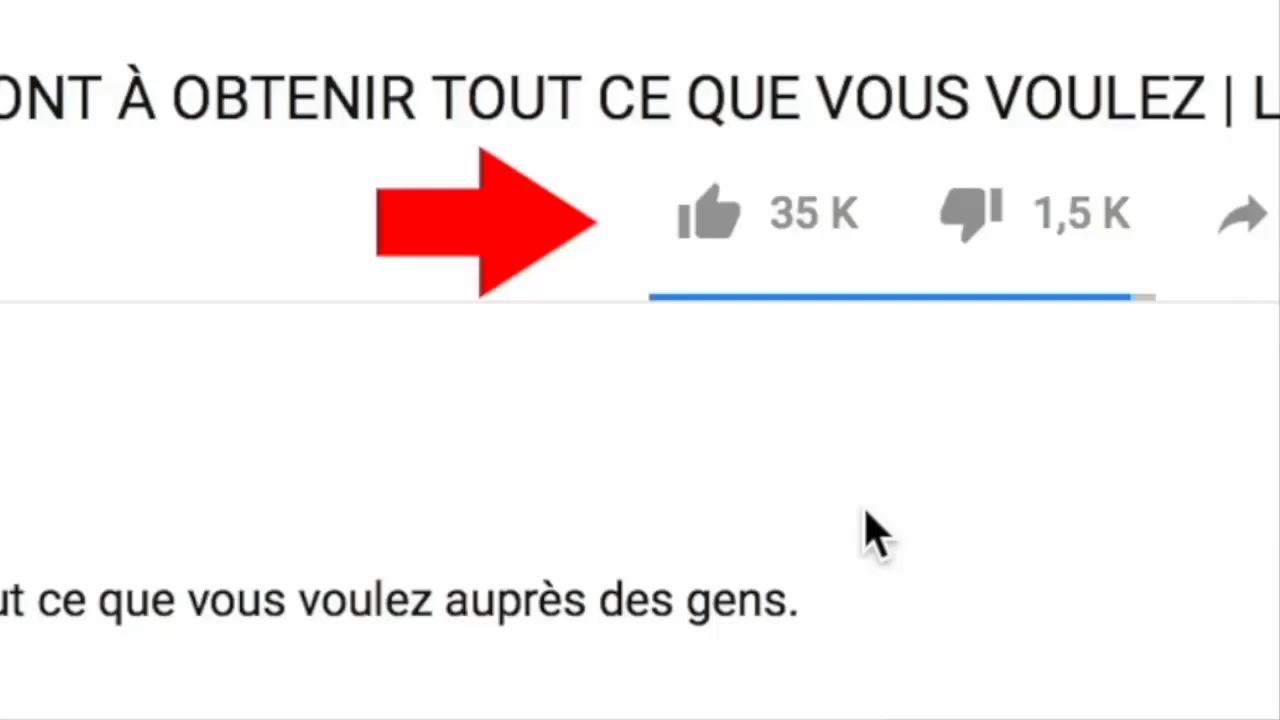 ONT À OBTENIR TOUT CE QUE VOUS VOULEZ | L
35 K 1,5 K
ut ce que vous voulez auprès des gens.